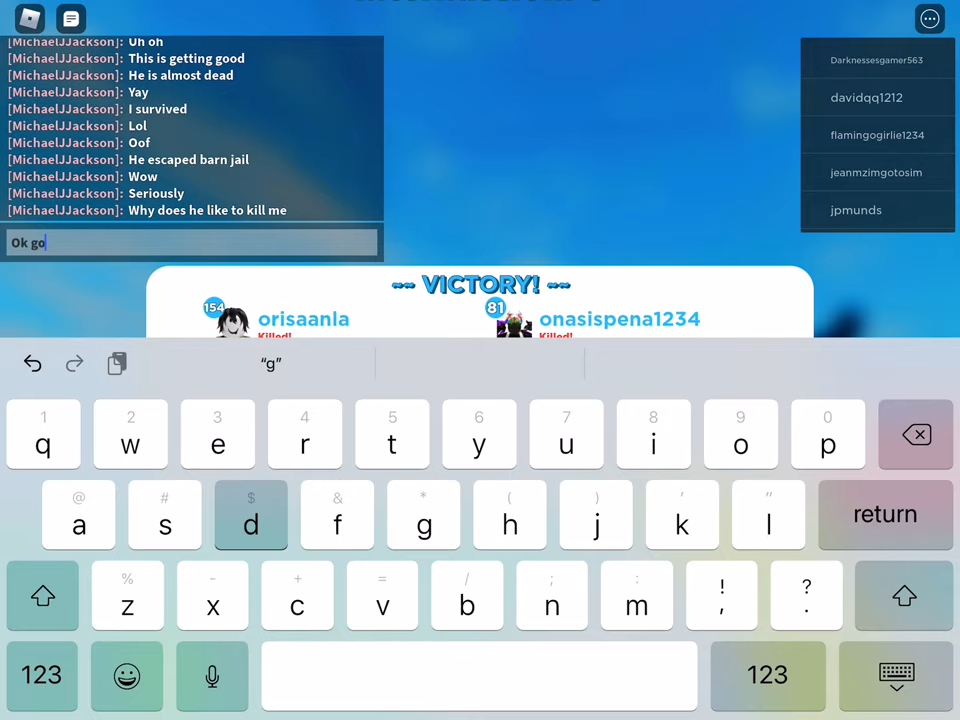 [MichaelJJackson]: Uh oh
[MichaelJJackson]: This is getting good
[MichaelJJackson]: He is almost dead
[MichaelJJackson]: Yay
[MichaelJJackson]: I survived
[MichaelJJackson]: Lol
[MichaelJJackson]: Oof
[MichaelJJackson]: He escaped barn jail
[MichaelJJackson]: Wow
[MichaelJJackson]: Seriously
[MichaelJJackson]: Why does he like to kill me
Ok go
Darknessesgamer563
davidqq1212
flamingogirlie1234
jeanmzimgotosim
jpmunds
~~ VICTORY! ~~
154 orisaanla 81 onasispena1234
Killed! Killed!
“g”
1 2 3 4 5 6 7 8 9 0
q w e r t y u i o p
@ # $ & * ( ) ‘ ”
a s d f g h j k l return
% - + = / ; : ! ?
z x c v b n m , .
123 123